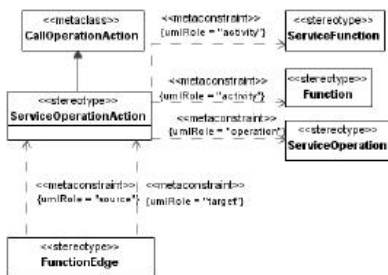 <<metaclass>>
CallOperationAction
<<metaconstraint>>
{umlRole = "activity"}
<<stereotype>>
ServiceFunction
<<stereotype>>
ServiceOperationAction
<<metaconstraint>>
{umlRole = "activity"}
<<stereotype>>
Function
<<metaconstraint>>
{umlRole = "operation"}
<<stereotype>>
ServiceOperation
<<metaconstraint>>
{umlRole = "source"}
<<metaconstraint>>
{umlRole = "target"}
<<stereotype>>
FunctionEdge